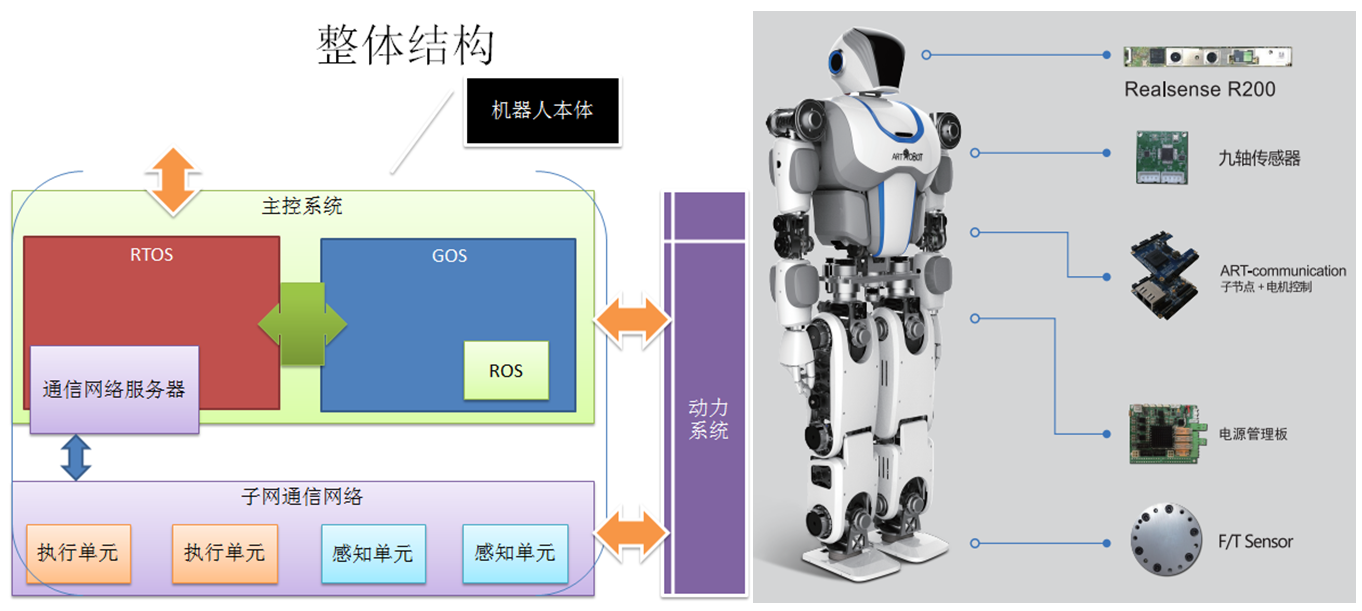 整体结构
机器人本体
主控系统
RTOS
GOS
ROS
通信网络服务器
动力
系统
子网通信网络
执行单元
执行单元
感知单元
感知单元
ART ROBOT
Realsense R200
九轴传感器
ART-communication
子节点 + 电机控制
电源管理板
F/T Sensor